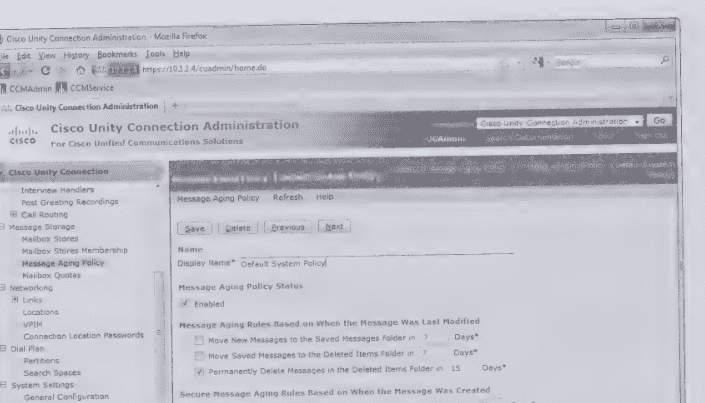 Cisco Unity Connection Administration - Mozilla Firefox
File Edit View History Bookmarks Tools Help
https://10.1.1.4/cuadmin/home.do
Google
CCMAdmin CCMService
Cisco Unity Connection Administration +
Cisco Unity Connection Administration
For Cisco Unified Communications Solutions
CISCO
Cisco Unity Connection Administration Go
UCAdmin Search Documentation About Sign Out
Cisco Unity Connection
Interview Handlers
Post Greeting Recordings
Call Routing
Message Storage
Mailbox Stores
Mailbox Stores Membership
Message Aging Policy
Mailbox Quotas
Networking
Links
Locations
VPIM
Connection Location Passwords
Dial Plan
Partitions
Search Spaces
System Settings
General Configuration
Message Aging Policy Refresh Help
Save Delete Previous Next
Name
Display Name* Default System Policy
Message Aging Policy Status
Enabled
Message Aging Rules Based on When the Message Was Last Modified
Move New Messages to the Saved Messages Folder in Days*
Move Saved Messages to the Deleted Items Folder in Days*
Permanently Delete Messages in the Deleted Items Folder in 15 Days*
Secure Message Aging Rules Based on When the Message Was Created